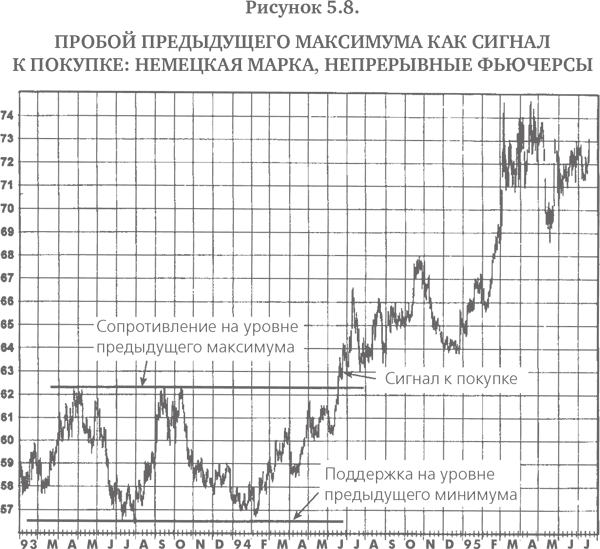 Рисунок 5.8.
ПРОБОЙ ПРЕДЫДУЩЕГО МАКСИМУМА КАК СИГНАЛ
К ПОКУПКЕ: НЕМЕЦКАЯ МАРКА, НЕПРЕРЫВНЫЕ ФЬЮЧЕРСЫ
74
73
72
71
70
69
68
67
66
65
64
63
62
61
60
59
58
57
Сопротивление на уровне
предыдущего максимума
Сигнал к покупке
Поддержка на уровне
предыдущего минимума
93 M A M J J A S O N D 94 M A M J J A S O N D 95 M A M J J